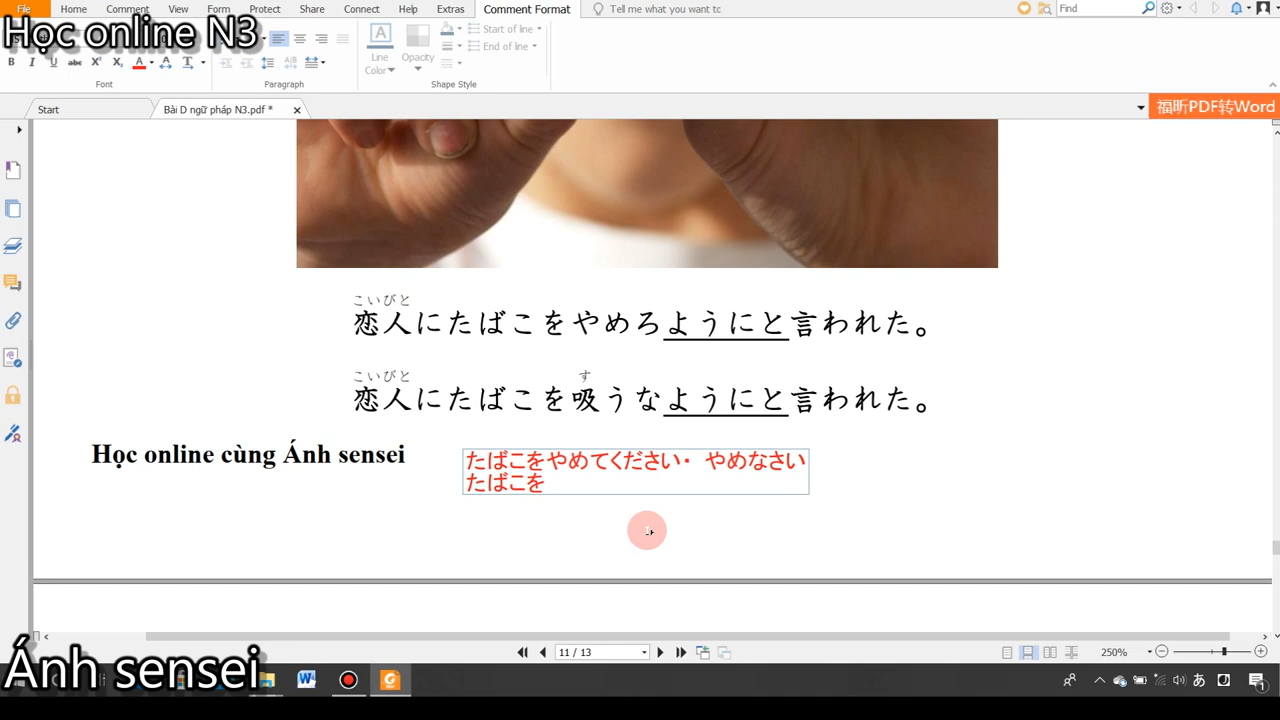 File Home Comment View Form Protect Share Connect Help Extras Comment Format Tell me what you want tc Find
Học online N3
Line Color
Opacity
Start of line
End of line
Font Paragraph Shape Style
Start Bài D ngữ pháp N3.pdf * 福昕PDF转Word
こいびと
恋人にたばこをやめろようにと言われた。
こいびと す
恋人にたばこを吸うなようにと言われた。
Học online cùng Ánh sensei
たばこをやめてください・ やめなさい
たばこを
11 / 13 250%
Ánh sensei
あ
1